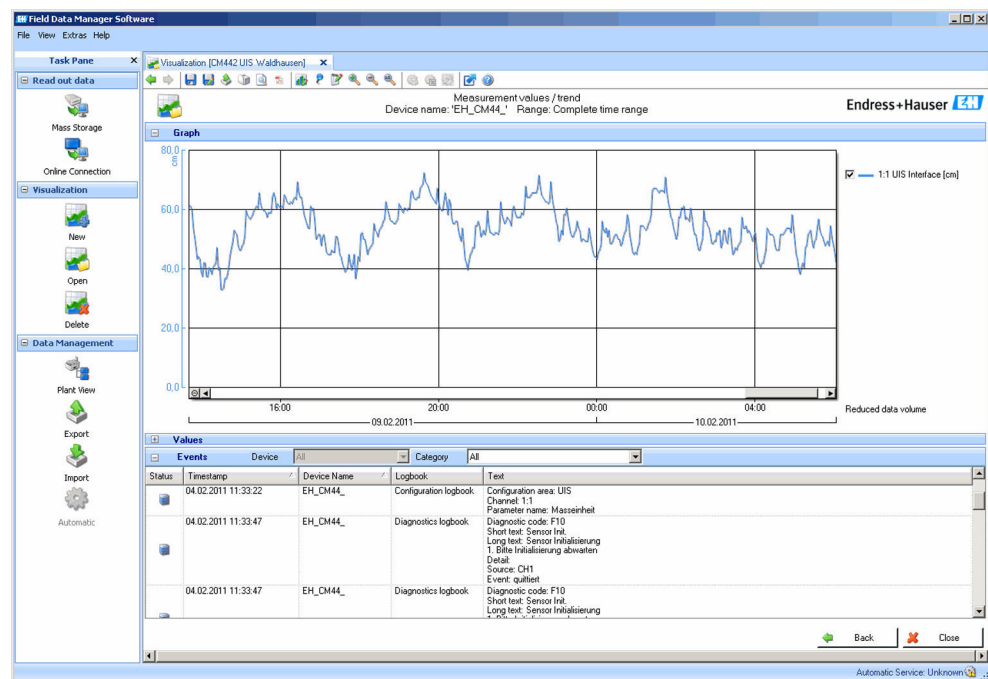 Field Data Manager Software
File View Extras Help
Task Pane X
Read out data
Mass Storage
Online Connection
Visualization
New
Open
Delete
Data Management
Plant View
Export
Import
Automatic
Visualization [CM442 UIS Waldhausen] X
Measurement values / trend
Device name: 'EH_CM44_' Range: Complete time range
Endress+Hauser EH
Graph
80,0
cm
60,0
40,0
20,0
0,0
16:00 20:00 00:00 04:00
09.02.2011 10.02.2011
1:1 UIS Interface [cm]
Reduced data volume
Values
Events Device All Category All
Status Timestamp Device Name Logbook Text
04.02.2011 11:33:22 EH_CM44_ Configuration logbook Configuration area: UIS
Channel: 1:1
Parameter name: Masseinheit
04.02.2011 11:33:47 EH_CM44_ Diagnostics logbook Diagnostic code: F10
Short text: Sensor Init.
Long text: Sensor Initialisierung
1. Bitte Initialisierung abwarten
Detail:
Source: CH1
Event: quittiert
04.02.2011 11:33:47 EH_CM44_ Diagnostics logbook Diagnostic code: F10
Short text: Sensor Init.
Long text: Sensor Initialisierung
Back Close
Automatic Service: Unknown